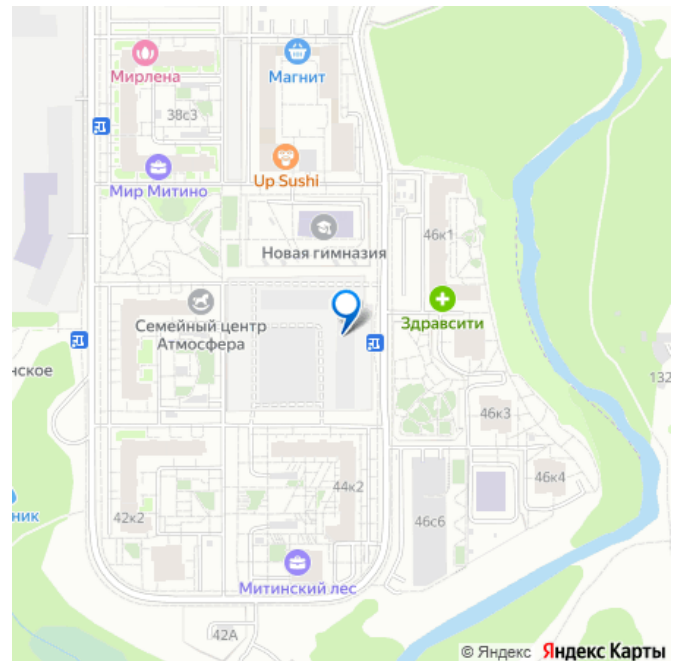 Мирлена
Магнит
38с3
Мир Митино
Up Sushi
46к1
Новая гимназия
Здравсити
Семейный центр
Атмосфера
нское
132
46к3
44к2
46к4
42к2
46с6
ник
Митинский лес
42А
© Яндекс Яндекс Карты